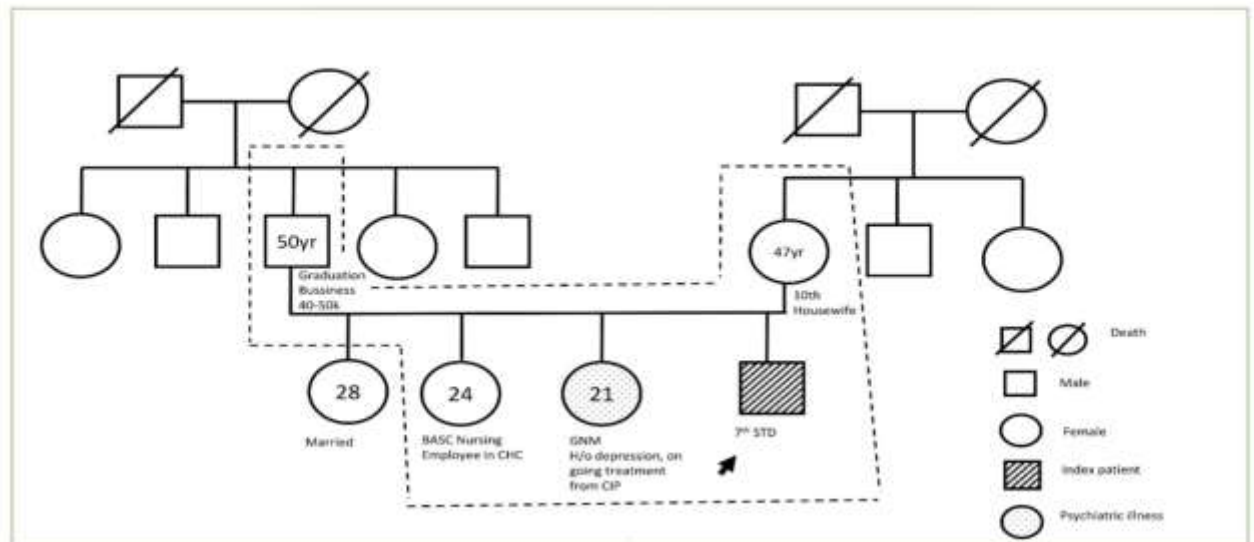 50yr
47yr
Graduation
Bussiness
40-50k
10th
Housewife
28
24
21
Married
BASC Nursing
Employee in CHC
GNM
H/o depression, on
going treatment
from CIP
7th STD
Death
Male
Female
Index patient
Psychiatric illness